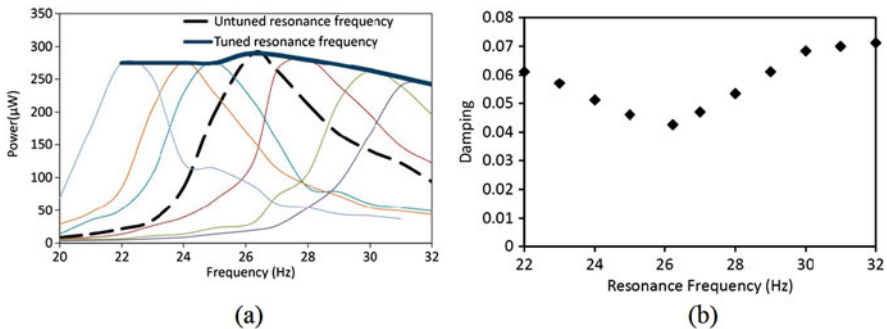 350
300
250
200
150
100
50
0
Power(µW)
Untuned resonance frequency
Tuned resonance frequency
20 22 24 26 28 30 32
Frequency (Hz)
(a)
0.08
0.07
0.06
0.05
0.04
0.03
0.02
0.01
0
Damping
22 24 26 28 30 32
Resonance Frequency (Hz)
(b)